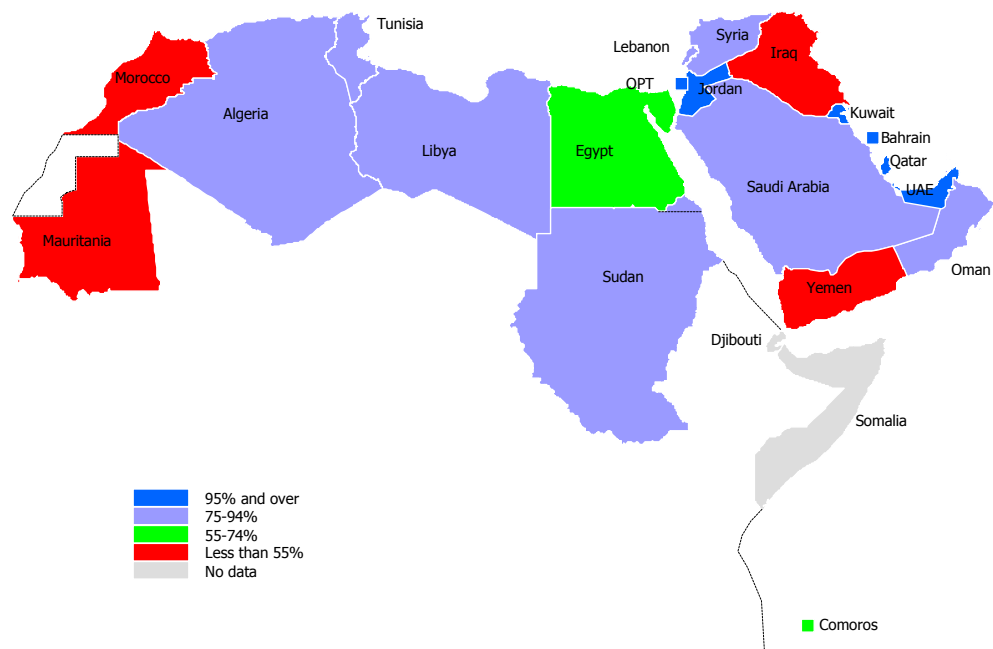 Tunisia
Syria
Lebanon
Iraq
Morocco
OPT
Jordan
Algeria
Kuwait
Bahrain
Libya
Egypt
Qatar
Saudi Arabia
UAE
Mauritania
Oman
Sudan
Yemen
Djibouti
Somalia
95% and over
75-94%
55-74%
Less than 55%
No data
Comoros